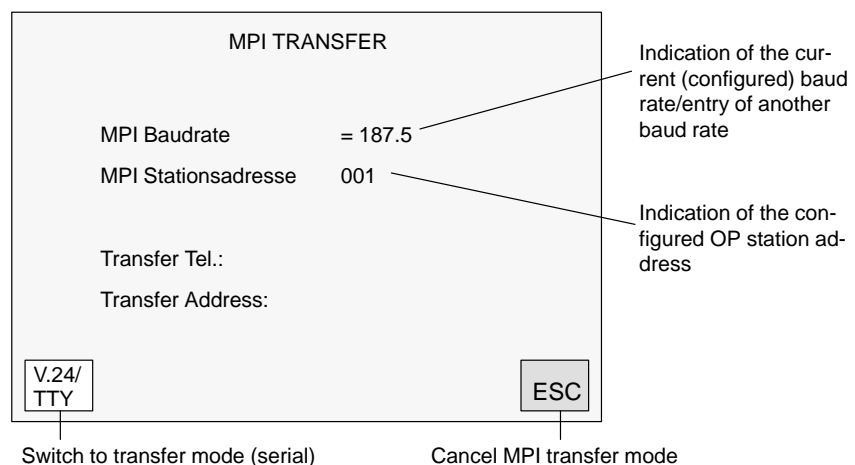 MPI TRANSFER
MPI Baudrate = 187.5
MPI Stationsadresse 001
Transfer Tel.:
Transfer Address:
V.24/
TTY
ESC
Indication of the cur-
rent (configured) baud
rate/entry of another
baud rate
Indication of the con-
figured OP station ad-
dress
Switch to transfer mode (serial)
Cancel MPI transfer mode